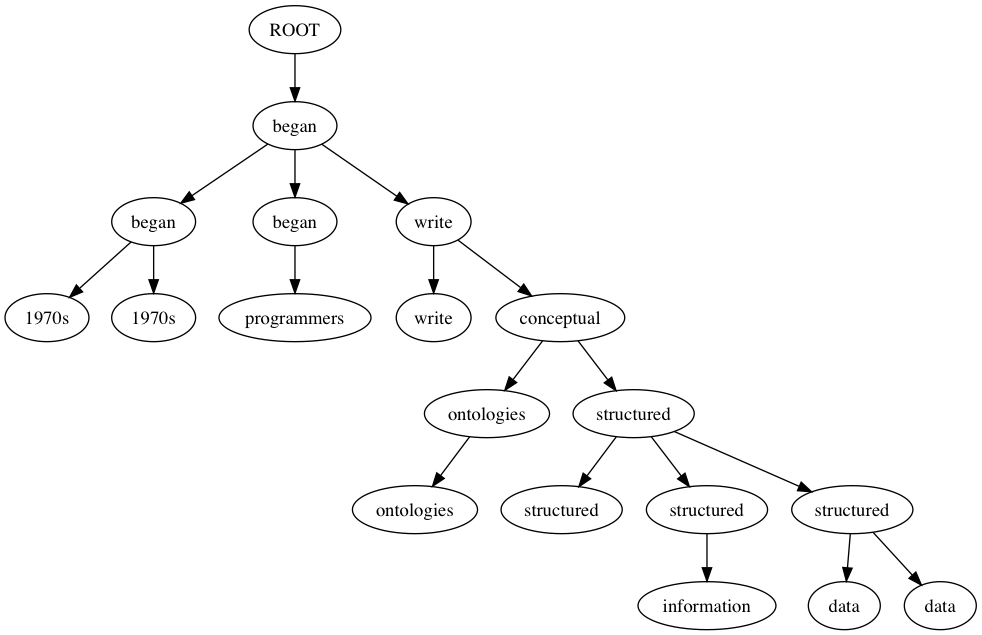 ROOT
began
began began write
1970s 1970s programmers write conceptual
ontologies structured
ontologies structured structured structured
information data data